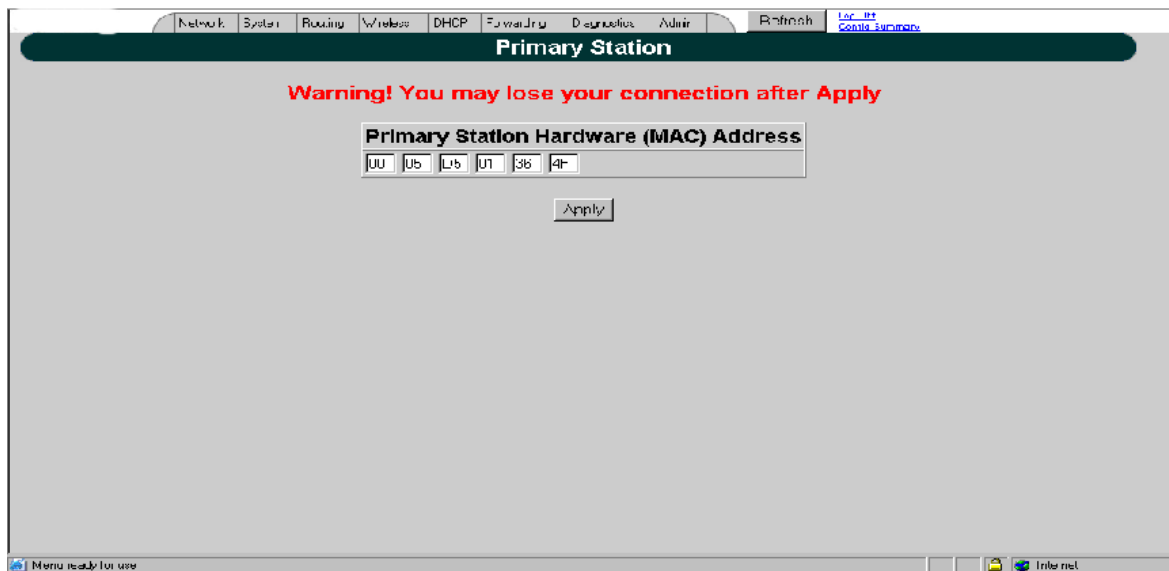 Network System Routing Wireless DHCP Forwarding Diagnostics Admin Refresh Log Off
Config Summary
Primary Station
Warning! You may lose your connection after Apply
Primary Station Hardware (MAC) Address
00 05 D5 01 36 4F
Apply
Menu ready for use Internet